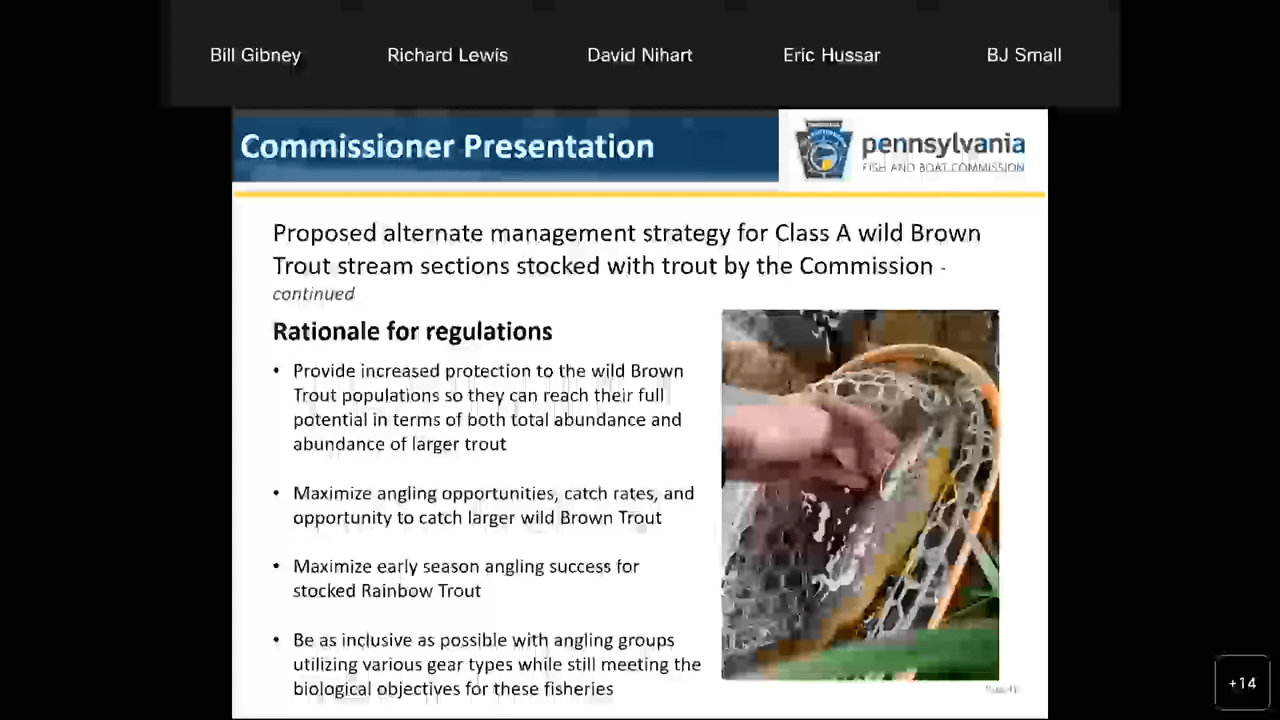 Bill Gibney
Richard Lewis
David Nihart
Eric Hussar
BJ Small
Commissioner Presentation
pennsylvania
FISH AND BOAT COMMISSION
Proposed alternate management strategy for Class A wild Brown
Trout stream sections stocked with trout by the Commission -
continued
Rationale for regulations
• Provide increased protection to the wild Brown
Trout populations so they can reach their full
potential in terms of both total abundance and
abundance of larger trout
• Maximize angling opportunities, catch rates, and
opportunity to catch larger wild Brown Trout
• Maximize early season angling success for
stocked Rainbow Trout
• Be as inclusive as possible with angling groups
utilizing various gear types while still meeting the
biological objectives for these fisheries
+14